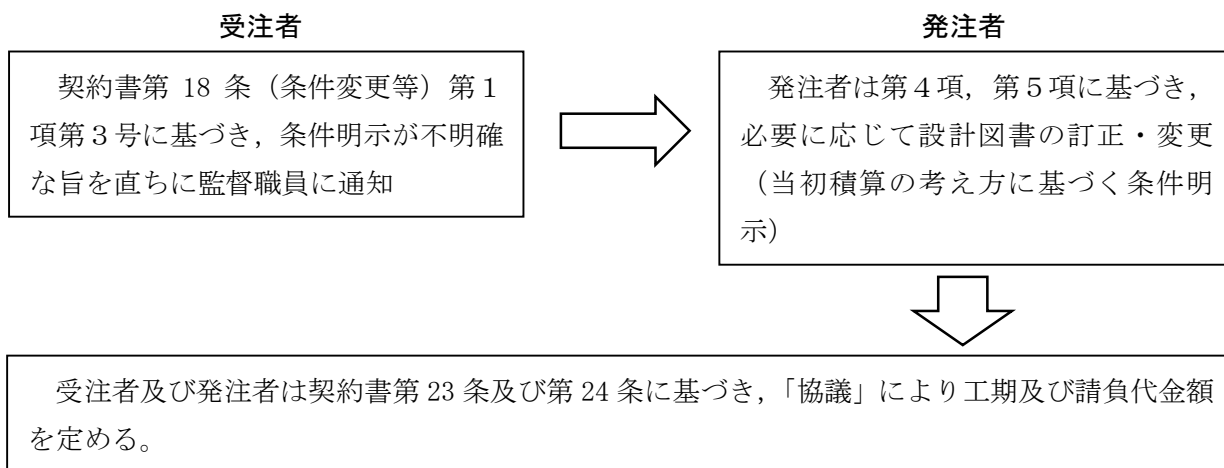 受注者
契約書第 18 条（条件変更等）第１
項第３号に基づき，条件明示が不明確
な旨を直ちに監督職員に通知
発注者
発注者は第４項，第５項に基づき，
必要に応じて設計図書の訂正・変更
（当初積算の考え方に基づく条件明
示）
受注者及び発注者は契約書第 23 条及び第 24 条に基づき，「協議」により工期及び請負代金額
を定める。